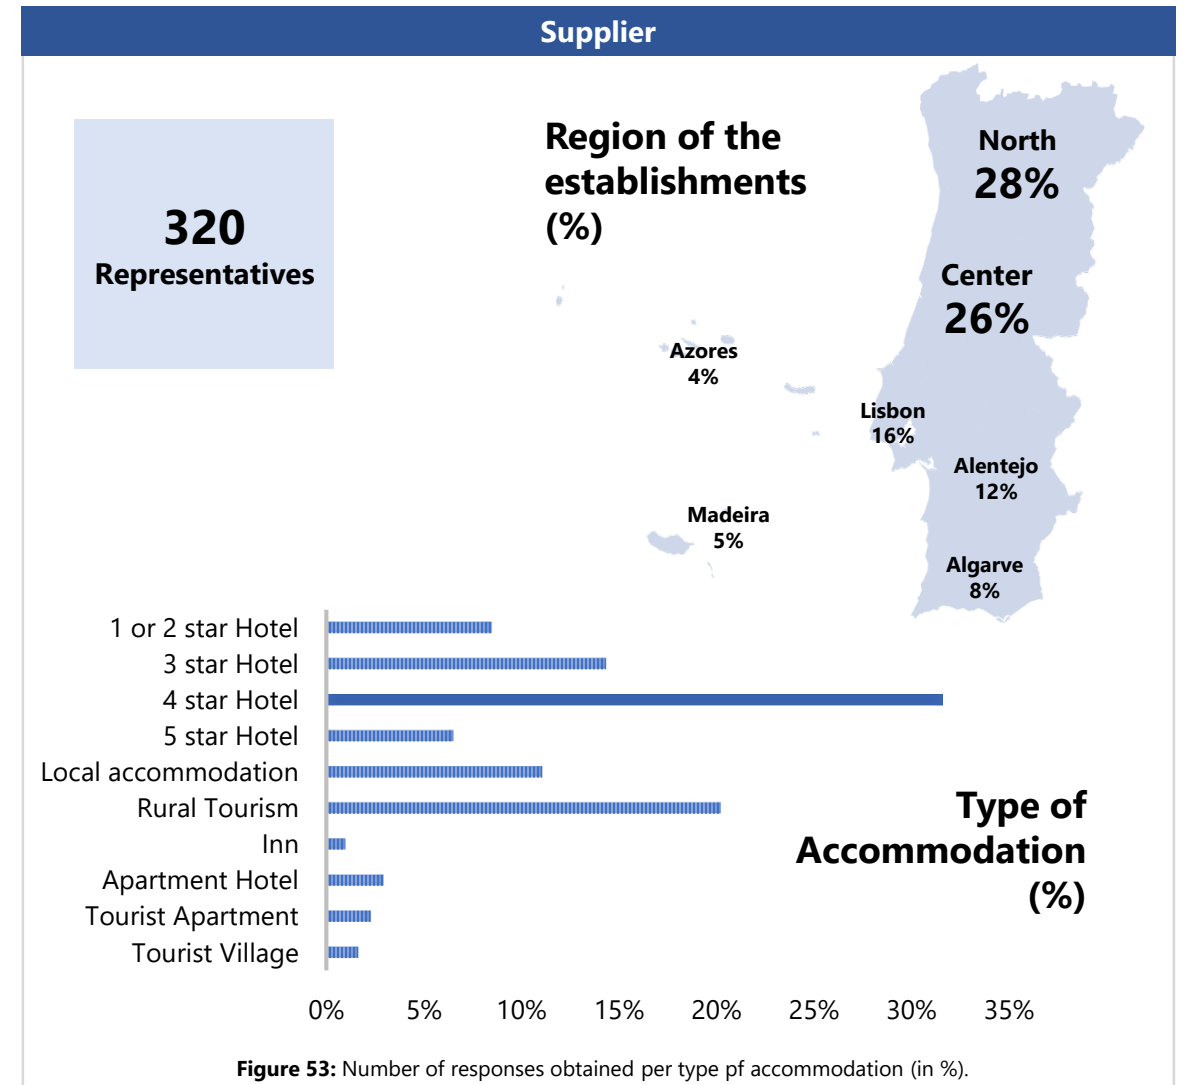 Supplier
320
Representatives
Region of the
establishments
(%)
North
28%
Center
26%
Azores
4%
Lisbon
16%
Alentejo
12%
Madeira
5%
Algarve
8%
1 or 2 star Hotel
3 star Hotel
4 star Hotel
5 star Hotel
Local accommodation
Rural Tourism
Inn
Apartment Hotel
Tourist Apartment
Tourist Village
Type of
Accommodation
(%)
0% 5% 10% 15% 20% 25% 30% 35%
Figure 53: Number of responses obtained per type pf accommodation (in %).